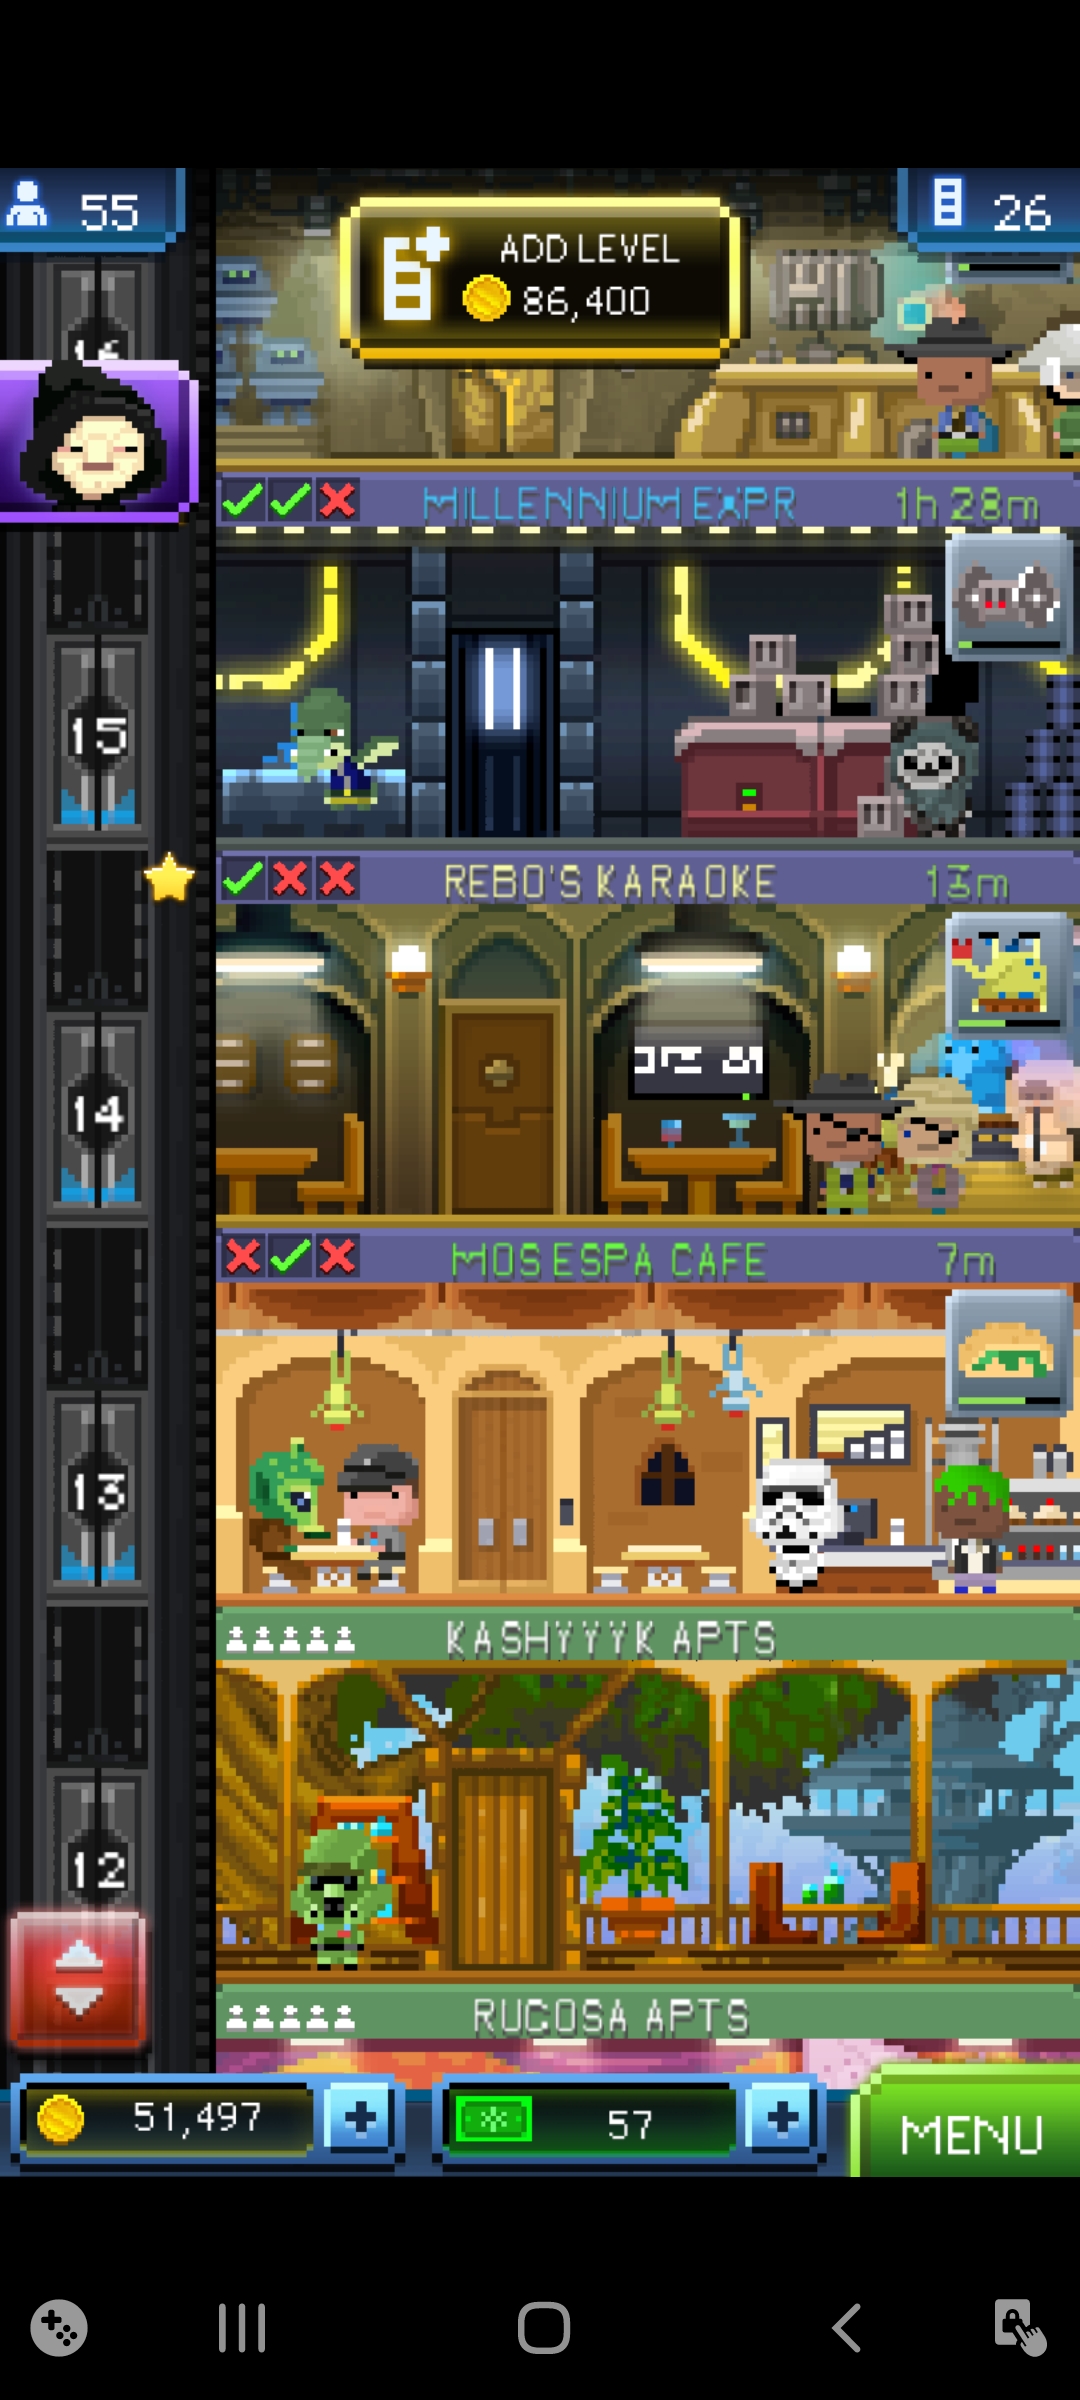 55
26
ADD LEVEL
86,400
16
MILLENNIUM EXPR 1h 28m
15
REBO'S KARAOKE 13m
14
MOS ESPA CAFE 7m
13
KASHYYYK APTS
12
RUCOSA APTS
51,497
57
MENU